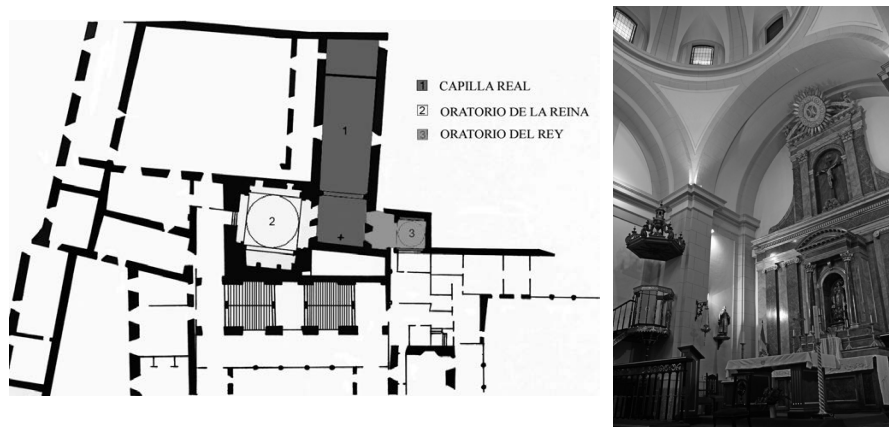 1 CAPILLA REAL
2 ORATORIO DE LA REINA
3 ORATORIO DEL REY
1
2
3